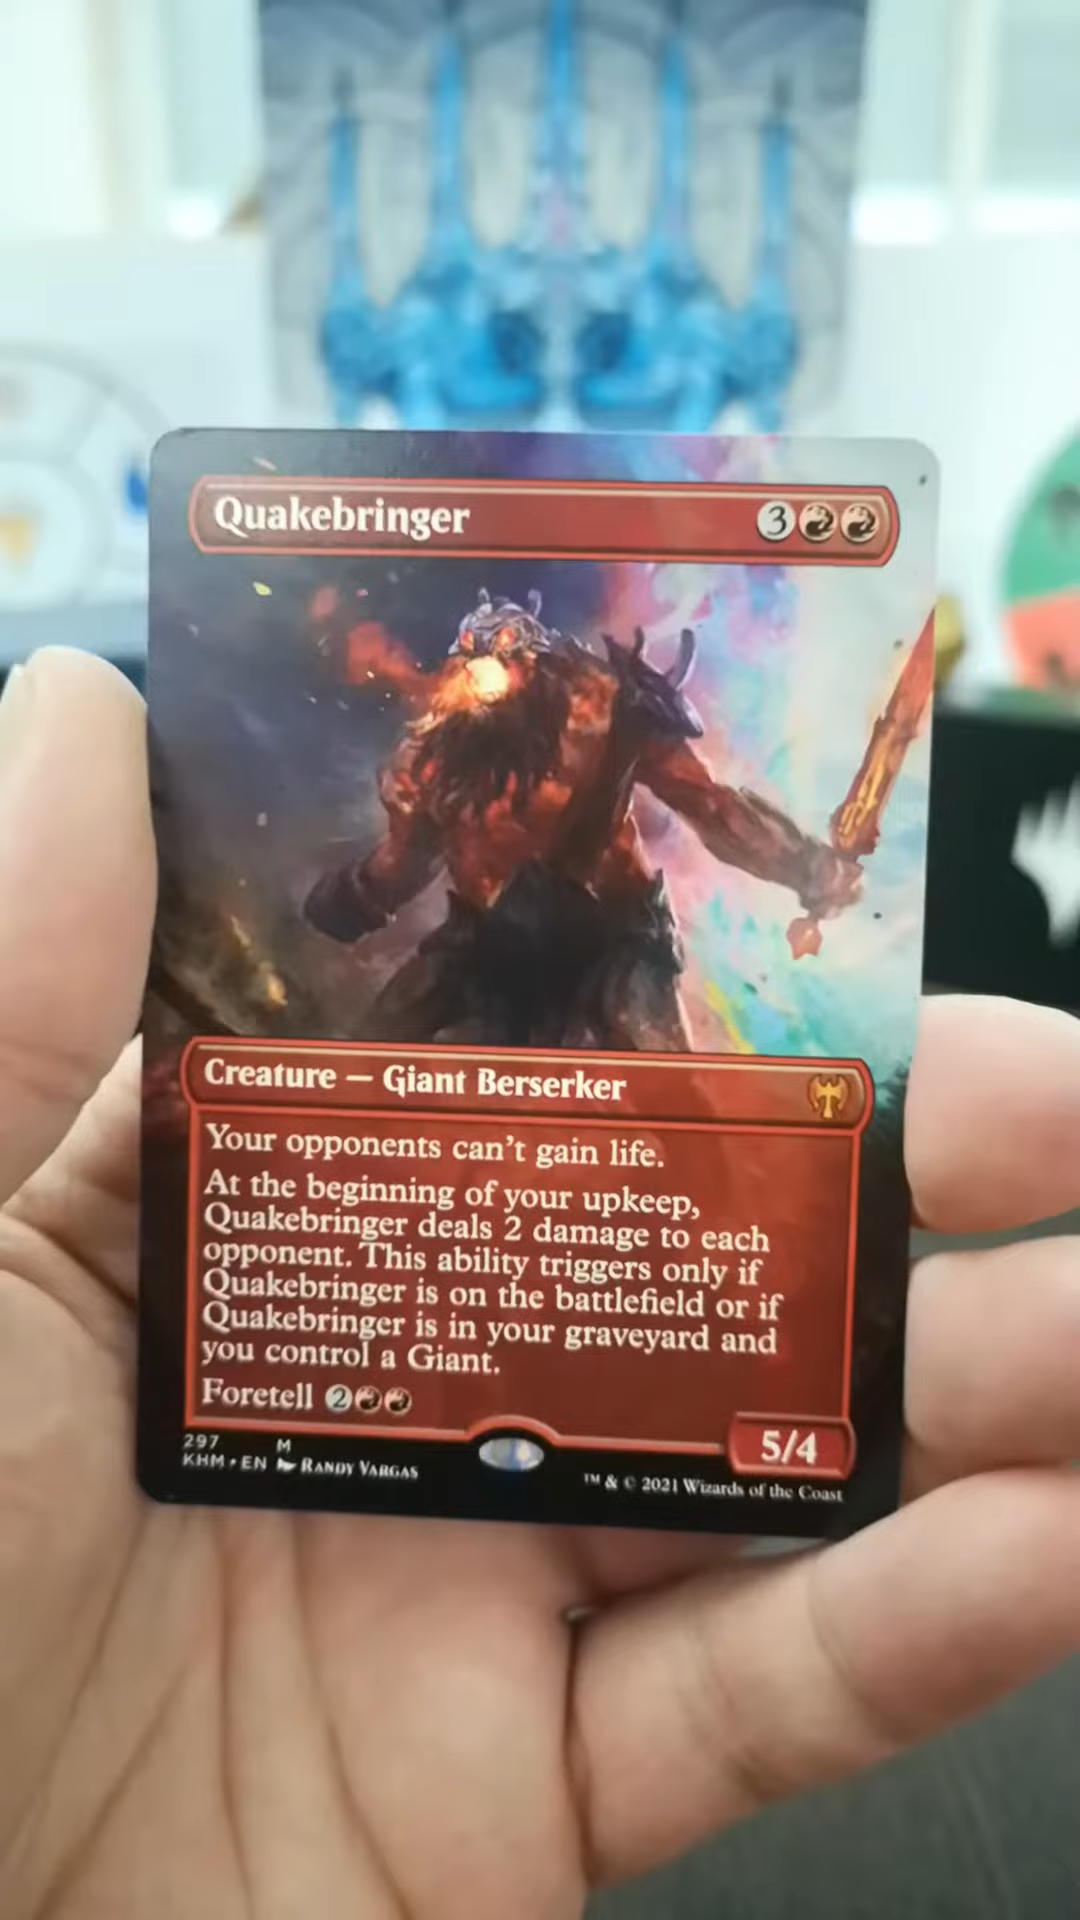 Quakebringer 3
Creature — Giant Berserker
Your opponents can't gain life.
At the beginning of your upkeep,
Quakebringer deals 2 damage to each
opponent. This ability triggers only if
Quakebringer is on the battlefield or if
Quakebringer is in your graveyard and
you control a Giant.
Foretell 2
5/4
297 M
KHM • EN RANDY VARGAS
™ & © 2021 Wizards of the Coast